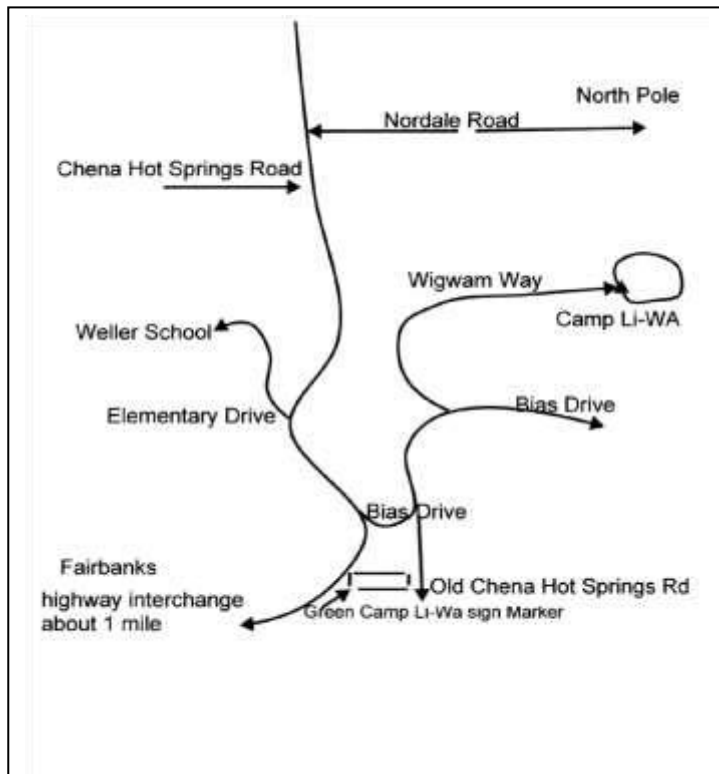 North Pole
Nordale Road
Chena Hot Springs Road
Wigwam Way
Camp Li-WA
Weller School
Elementary Drive
Bias Drive
Bias Drive
Fairbanks
highway interchange
about 1 mile
Old Chena Hot Springs Rd
Green Camp Li-Wa sign Marker